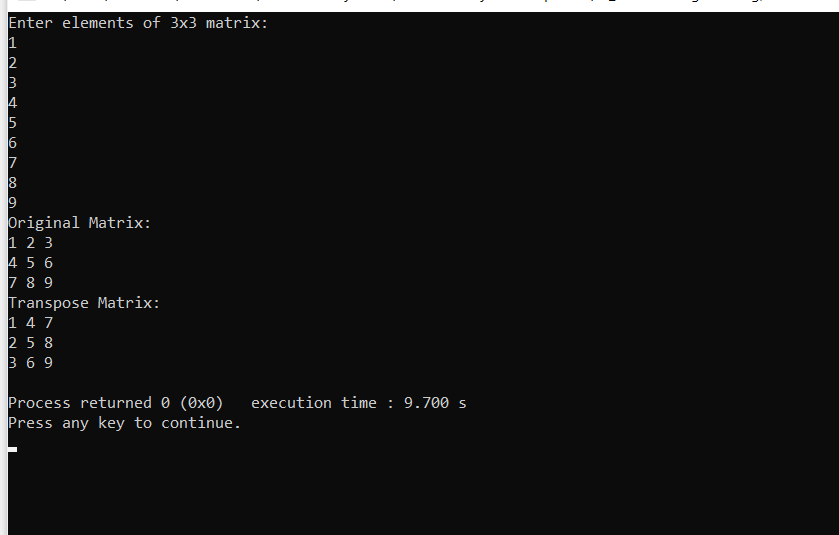 Enter elements of 3x3 matrix:
1
2
3
4
5
6
7
8
9
Original Matrix:
1 2 3
4 5 6
7 8 9
Transpose Matrix:
1 4 7
2 5 8
3 6 9
Process returned 0 (0x0)   execution time : 9.700 s
Press any key to continue.